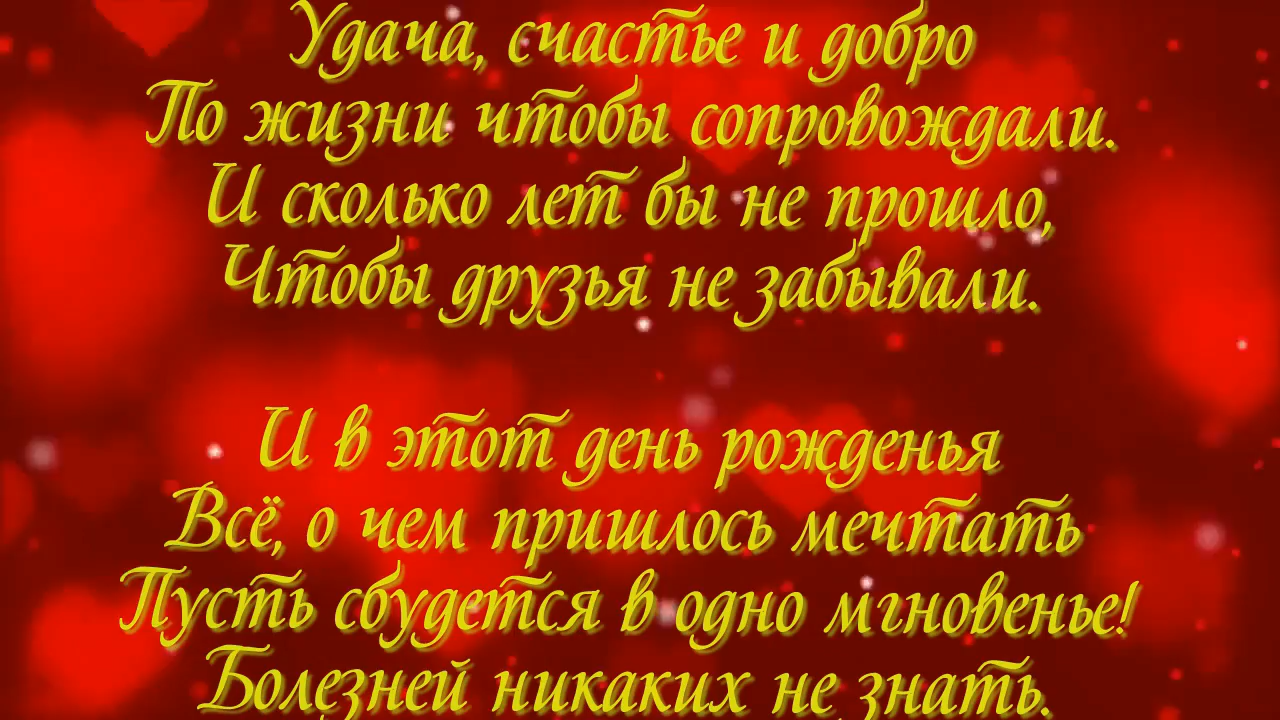 Удача, счастье и добро
По жизни чтобы сопровождали.
И сколько лет бы не прошло,
Чтобы друзья не забывали.
И в этот день рожденья
Всё, о чем пришлось мечтать
Пусть сбудется в одно мгновенье!
Болезней никаких не знать.